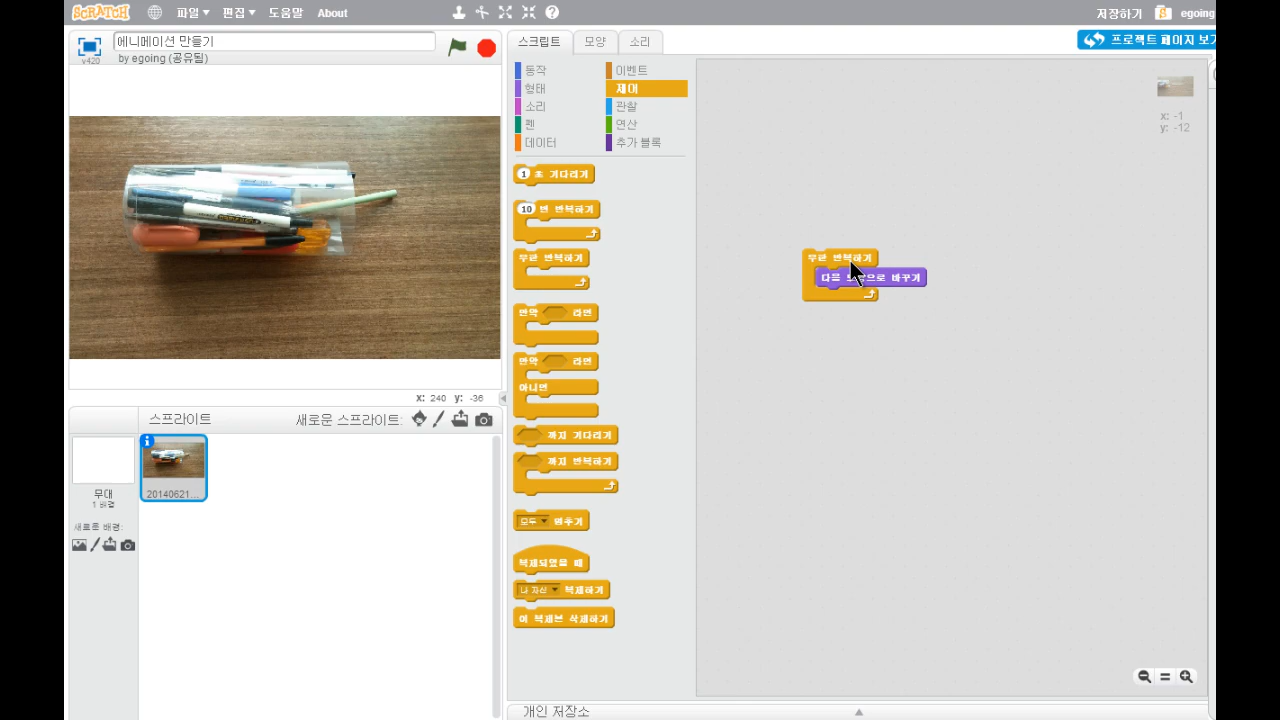 SCRATCH 파일▼ 편집▼ 도움말 About 저장하기 egoing
v420 에니메이션 만들기
by egoing (공유됨)
스크립트 모양 소리 프로젝트 페이지 보기
동작 이벤트
형태 제어
소리 관찰
펜 연산
데이터 추가 블록
x: -1
y: -12
1 초 기다리기
10 번 반복하기
무한 반복하기
만약 라면
만약 라면
아니면
까지 기다리기
까지 반복하기
모두 ▼ 멈추기
복제되었을 때
나 자신 ▼ 복제하기
이 복제본 삭제하기
무한 반복하기
다음 으로 바꾸기
x: 240 y: -36
스프라이트 새로운 스프라이트:
무대
1 배경
새로운 배경:
20140621...
개인 저장소